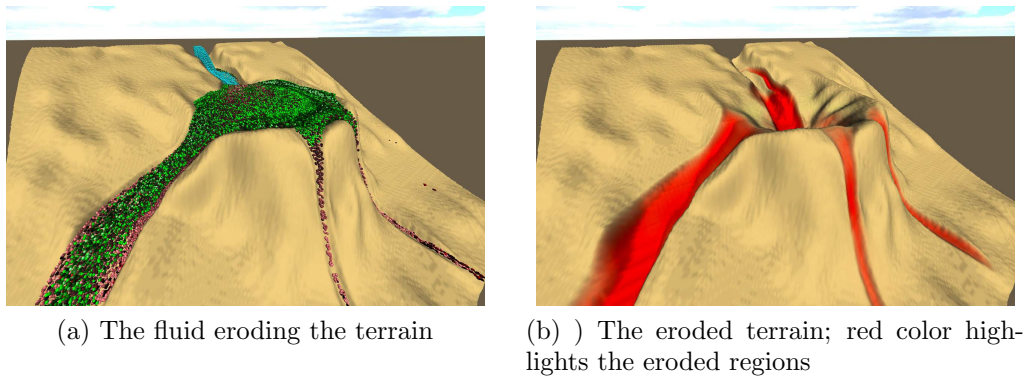 (a) The fluid eroding the terrain
(b) ) The eroded terrain; red color high-
lights the eroded regions